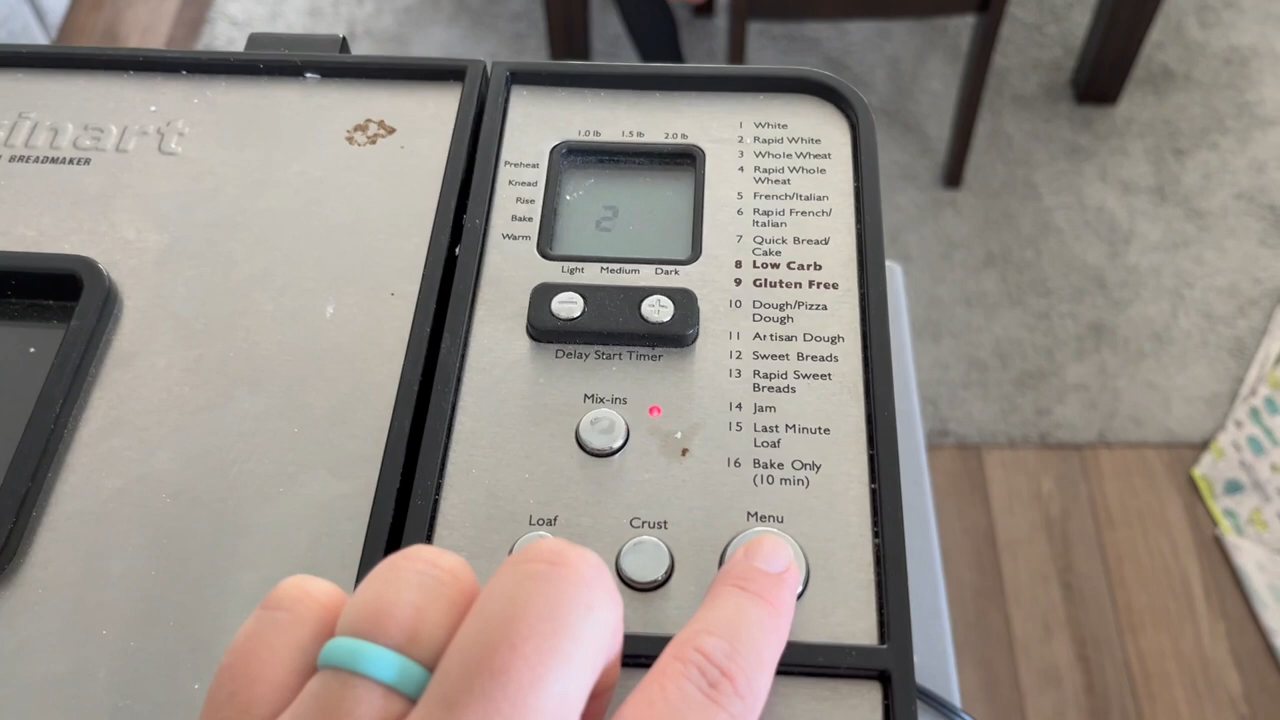 inart
BREADMAKER
1.0 lb 1.5 lb 2.0 lb
Preheat
Knead
Rise
Bake
Warm
2
Light Medium Dark
Delay Start Timer
Mix-ins
Loaf
Crust
Menu
1 White
2 Rapid White
3 Whole Wheat
4 Rapid Whole
Wheat
5 French/Italian
6 Rapid French/
Italian
7 Quick Bread/
Cake
8 Low Carb
9 Gluten Free
10 Dough/Pizza
Dough
11 Artisan Dough
12 Sweet Breads
13 Rapid Sweet
Breads
14 Jam
15 Last Minute
Loaf
16 Bake Only
(10 min)